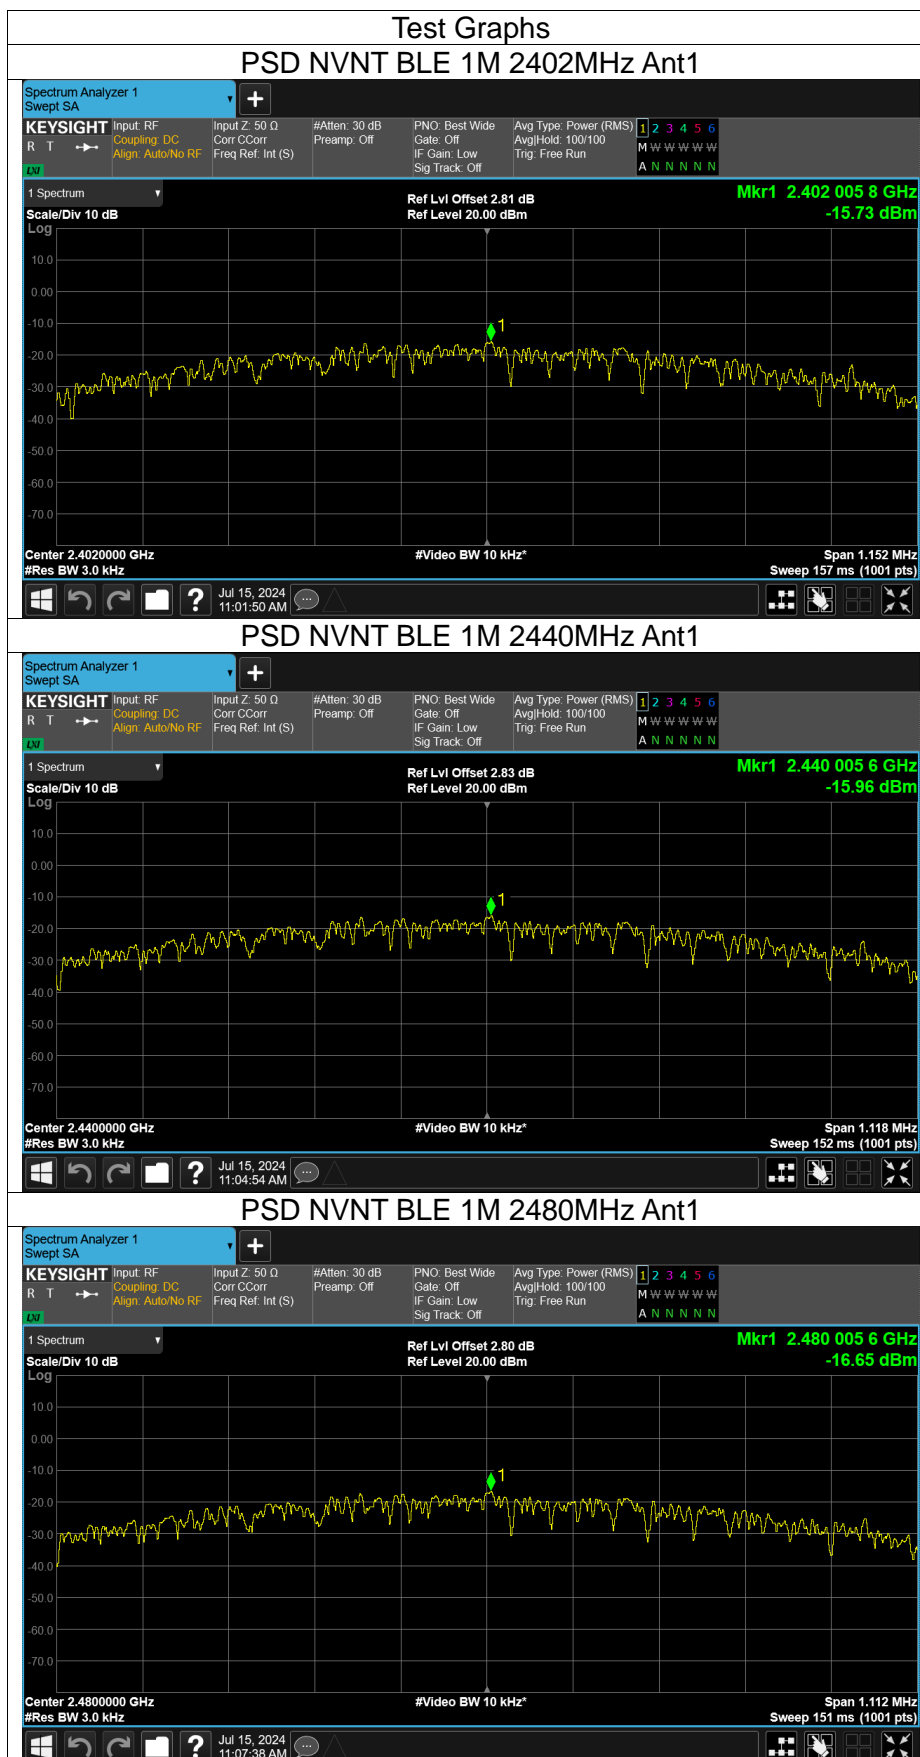 Test Graphs
PSD NVNT BLE 1M 2402MHz Ant1
Spectrum Analyzer 1
Swept SA
+
KEYSIGHT Input: RF Input Z: 50 Ω #Atten: 30 dB PNO: Best Wide Avg Type: Power (RMS) 1 2 3 4 5 6
R T Coupling: DC Corr CCorr Preamp: Off Gate: Off Avg|Hold: 100/100 M W W W W W
Align: Auto/No RF Freq Ref: Int (S) IF Gain: Low Trig: Free Run
LXI Sig Track: Off A N N N N N
1 Spectrum Ref Lvl Offset 2.81 dB Mkr1 2.402 005 8 GHz
Scale/Div 10 dB Ref Level 20.00 dBm -15.73 dBm
Log
10.0
0.00
1
-10.0
-20.0
-30.0
-40.0
-50.0
-60.0
-70.0
Center 2.4020000 GHz #Video BW 10 kHz* Span 1.152 MHz
#Res BW 3.0 kHz Sweep 157 ms (1001 pts)
? Jul 15, 2024
11:01:50 AM
PSD NVNT BLE 1M 2440MHz Ant1
Spectrum Analyzer 1
Swept SA
+
KEYSIGHT Input: RF Input Z: 50 Ω #Atten: 30 dB PNO: Best Wide Avg Type: Power (RMS) 1 2 3 4 5 6
R T Coupling: DC Corr CCorr Preamp: Off Gate: Off Avg|Hold: 100/100 M W W W W W
Align: Auto/No RF Freq Ref: Int (S) IF Gain: Low Trig: Free Run
LXI Sig Track: Off A N N N N N
1 Spectrum Ref Lvl Offset 2.83 dB Mkr1 2.440 005 6 GHz
Scale/Div 10 dB Ref Level 20.00 dBm -15.96 dBm
Log
10.0
0.00
1
-10.0
-20.0
-30.0
-40.0
-50.0
-60.0
-70.0
Center 2.4400000 GHz #Video BW 10 kHz* Span 1.118 MHz
#Res BW 3.0 kHz Sweep 152 ms (1001 pts)
? Jul 15, 2024
11:04:54 AM
PSD NVNT BLE 1M 2480MHz Ant1
Spectrum Analyzer 1
Swept SA
+
KEYSIGHT Input: RF Input Z: 50 Ω #Atten: 30 dB PNO: Best Wide Avg Type: Power (RMS) 1 2 3 4 5 6
R T Coupling: DC Corr CCorr Preamp: Off Gate: Off Avg|Hold: 100/100 M W W W W W
Align: Auto/No RF Freq Ref: Int (S) IF Gain: Low Trig: Free Run
LXI Sig Track: Off A N N N N N
1 Spectrum Ref Lvl Offset 2.80 dB Mkr1 2.480 005 6 GHz
Scale/Div 10 dB Ref Level 20.00 dBm -16.65 dBm
Log
10.0
0.00
1
-10.0
-20.0
-30.0
-40.0
-50.0
-60.0
-70.0
Center 2.4800000 GHz #Video BW 10 kHz* Span 1.112 MHz
#Res BW 3.0 kHz Sweep 151 ms (1001 pts)
? Jul 15, 2024
11:07:38 AM